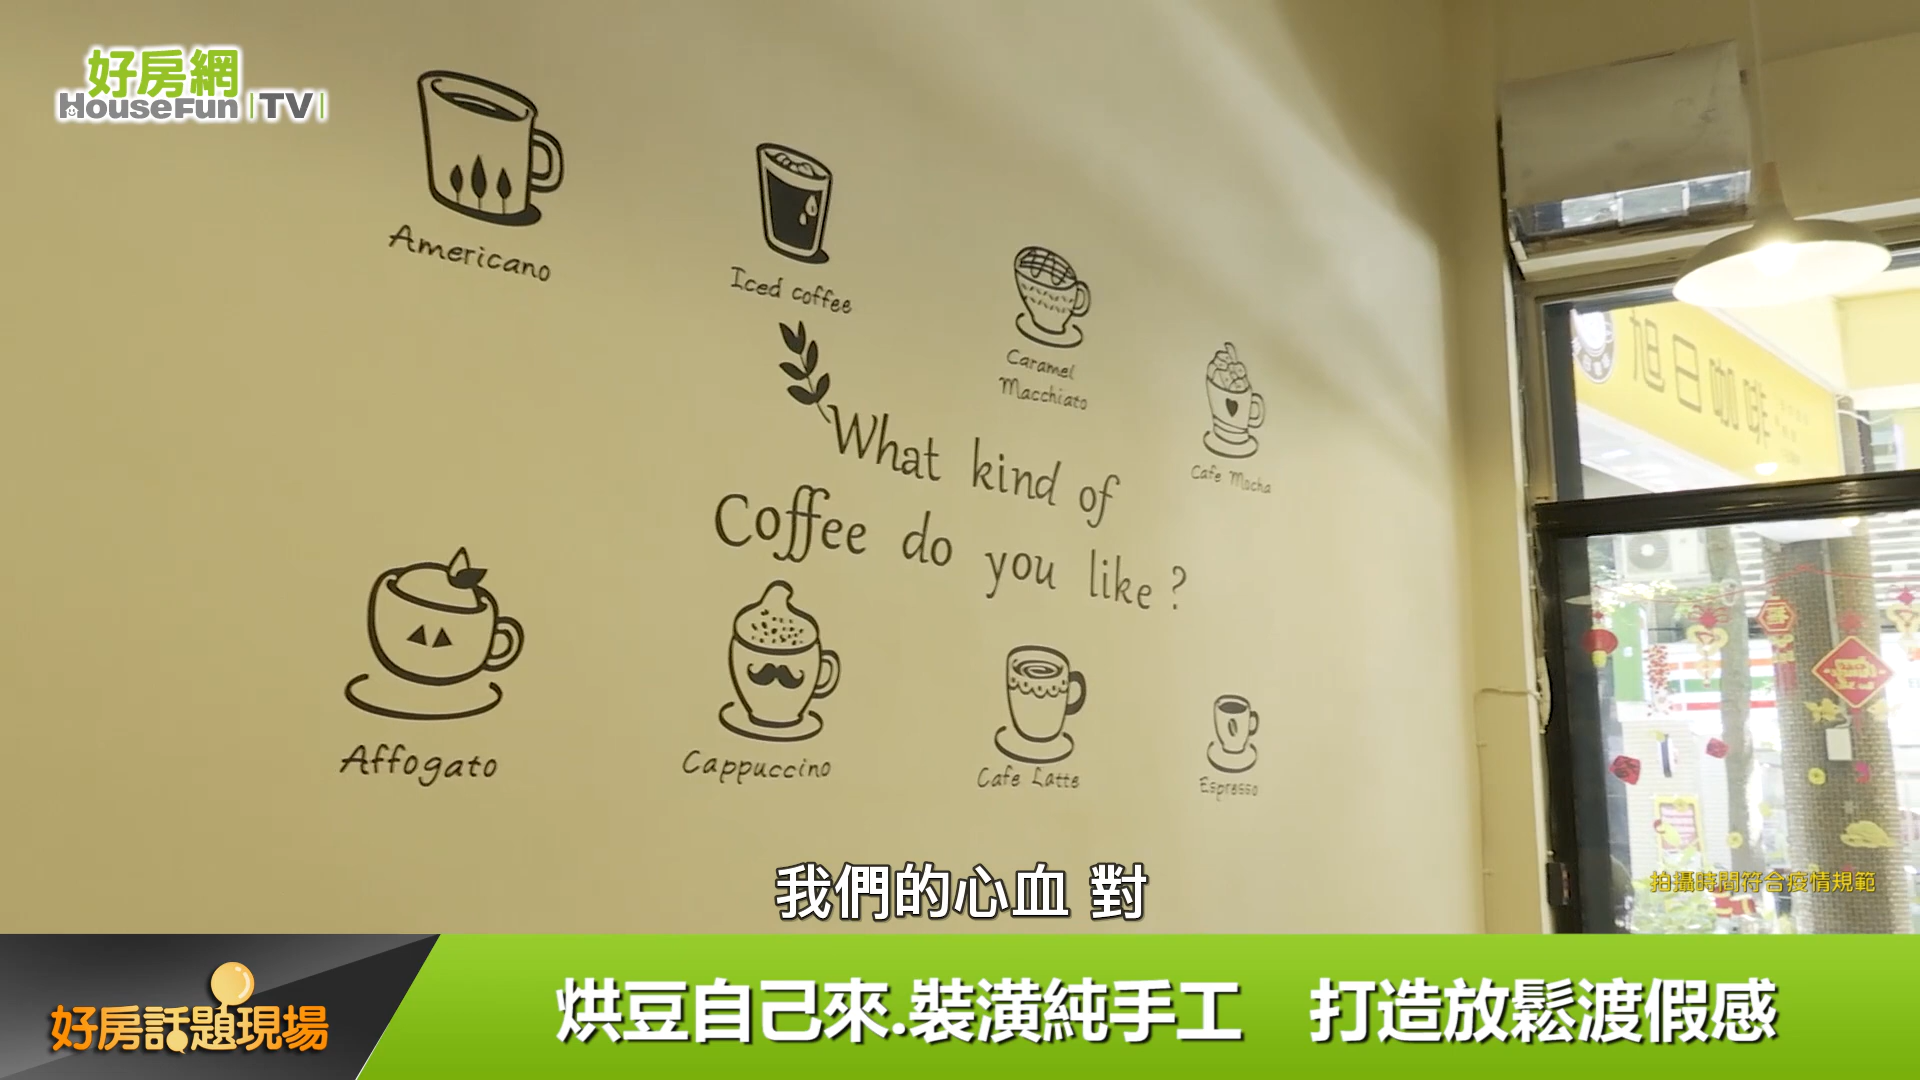 好房網
HouseFun TV
Americano
Iced coffee
Caramel
Macchiato
Cafe Mocha
What kind of
Coffee do you like?
Affogato
Cappuccino
Cafe Latte
Espresso
旭日咖啡
拍攝時間符合疫情規範
我們的心血 對
好房話題現場
烘豆自己來.裝潢純手工 打造放鬆渡假感